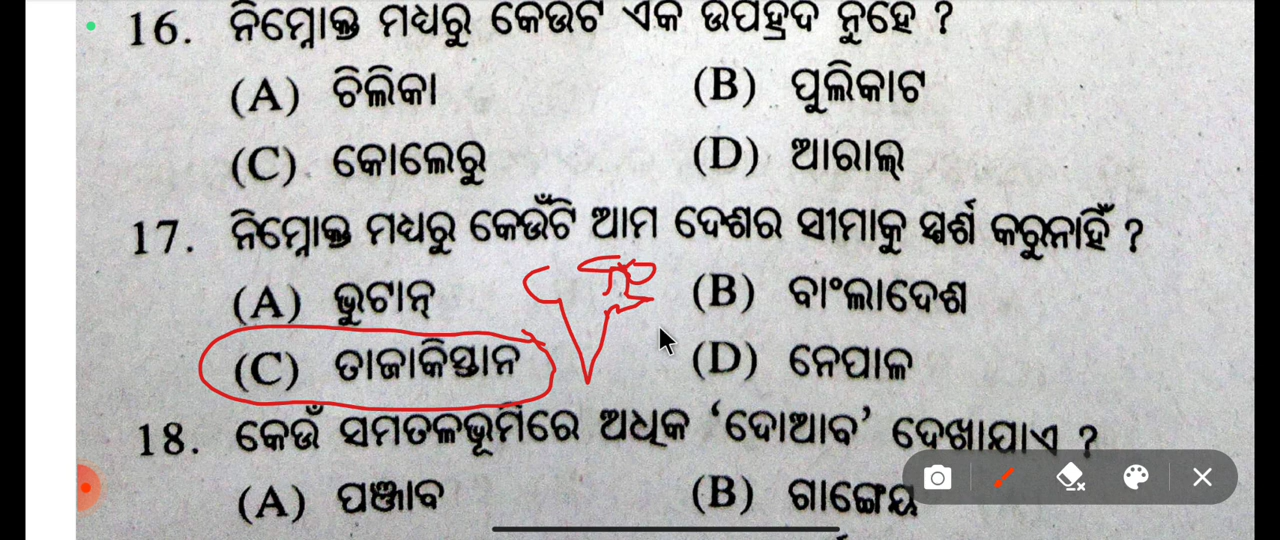 16. ନିମ୍ନୋକ୍ତ ମଧ୍ୟରୁ କେଉଟି ଏକ ଉପହ୍ରଦ ନୁହେ ?
(A) ଚିଲିକା (B) ପୁଲିକାଟ
(C) କୋଲେରୁ (D) ଆରାଲ୍
17. ନିମ୍ନୋକ୍ତ ମଧ୍ୟରୁ କେଉଁଟି ଆମ ଦେଶର ସୀମାକୁ ସ୍ପର୍ଶ କରୁନାହିଁ ?
(A) ଭୁଟାନ୍ (B) ବାଂଲାଦେଶ
(C) ତାଜାକିସ୍ତାନ (D) ନେପାଳ
18. କେଉଁ ସମତଳଭୂମିରେ ଅଧିକ ‘ଦୋଆବ’ ଦେଖାଯାଏ ?
(A) ପଞ୍ଜାବ (B) ଗାଙ୍ଗେୟ